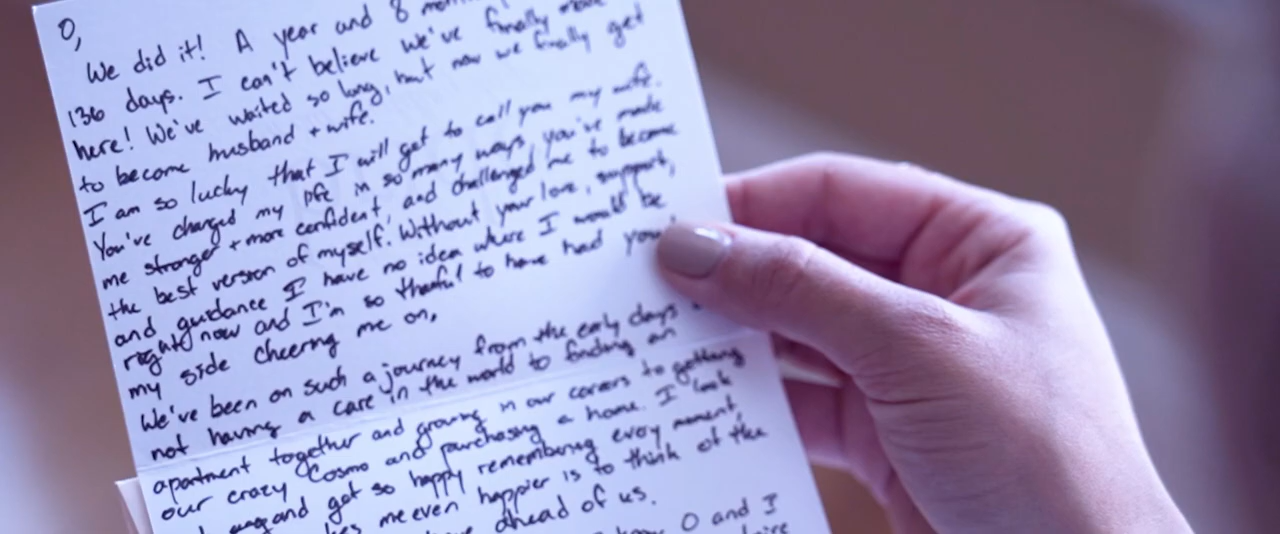 O,
We did it! A year and 8
136 days. I can't believe we've finally made
here! We've waited so long, but now we finally get
to become husband + wife.
I am so lucky that I will get to call you my wife.
You've changed my life in so many ways, you've made
me stronger + more confident, and challenged me to become
the best version of myself. Without your love, support,
and guidance I have no idea where I would be
right now and I'm so thankful to have had you
my side cheering me on,
We've been on such a journey from the early days
not having a care in the world to finding an
apartment together and growing in our careers to getting
our crazy Cosmo and purchasing a home. I look
and get so happy remembering every moment,
me even happier is to think of the
ahead of us.
O and I